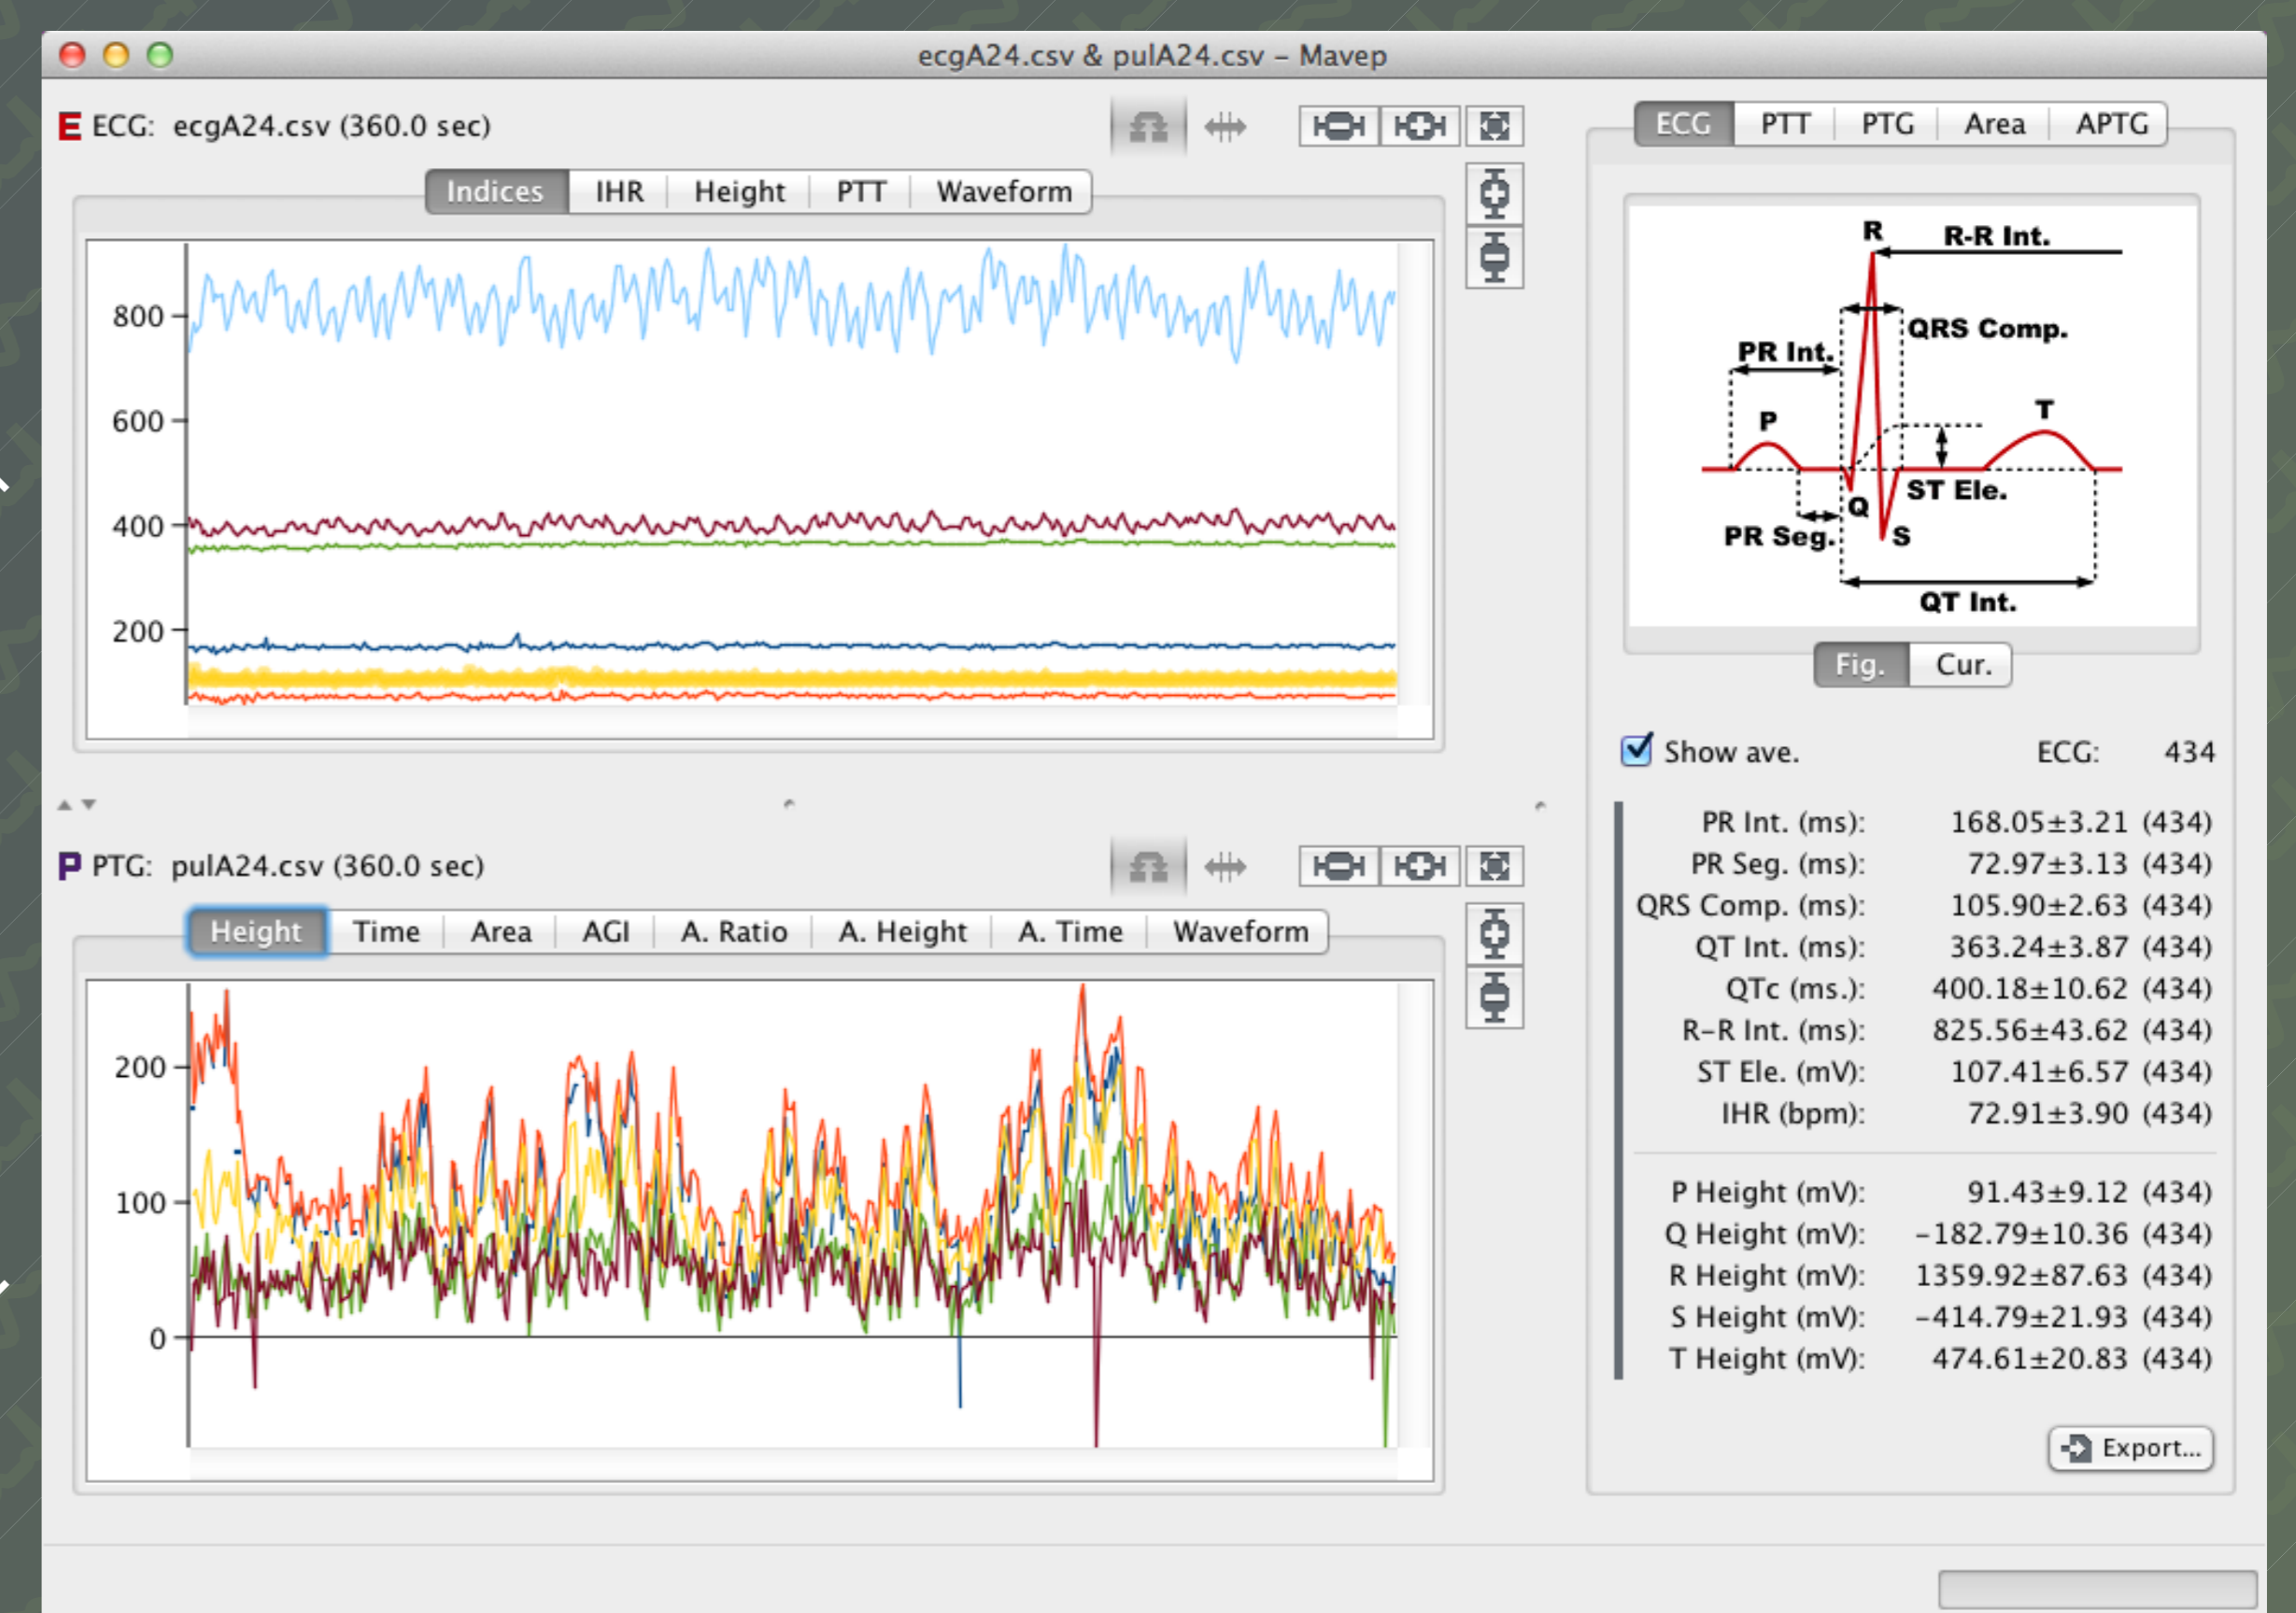 ecgA24.csv & pulA24.csv – Mavep
E ECG: ecgA24.csv (360.0 sec)
Indices IHR Height PTT Waveform
800
600
400
200
P PTG: pulA24.csv (360.0 sec)
Height Time Area AGI A. Ratio A. Height A. Time Waveform
200
100
0
ECG PTT PTG Area APTG
R R-R Int.
QRS Comp.
PR Int.
P T
Q ST Ele.
PR Seg. S
QT Int.
Fig. Cur.
Show ave. ECG: 434
PR Int. (ms): 168.05±3.21 (434)
PR Seg. (ms): 72.97±3.13 (434)
QRS Comp. (ms): 105.90±2.63 (434)
QT Int. (ms): 363.24±3.87 (434)
QTc (ms.): 400.18±10.62 (434)
R–R Int. (ms): 825.56±43.62 (434)
ST Ele. (mV): 107.41±6.57 (434)
IHR (bpm): 72.91±3.90 (434)
P Height (mV): 91.43±9.12 (434)
Q Height (mV): −182.79±10.36 (434)
R Height (mV): 1359.92±87.63 (434)
S Height (mV): −414.79±21.93 (434)
T Height (mV): 474.61±20.83 (434)
Export...